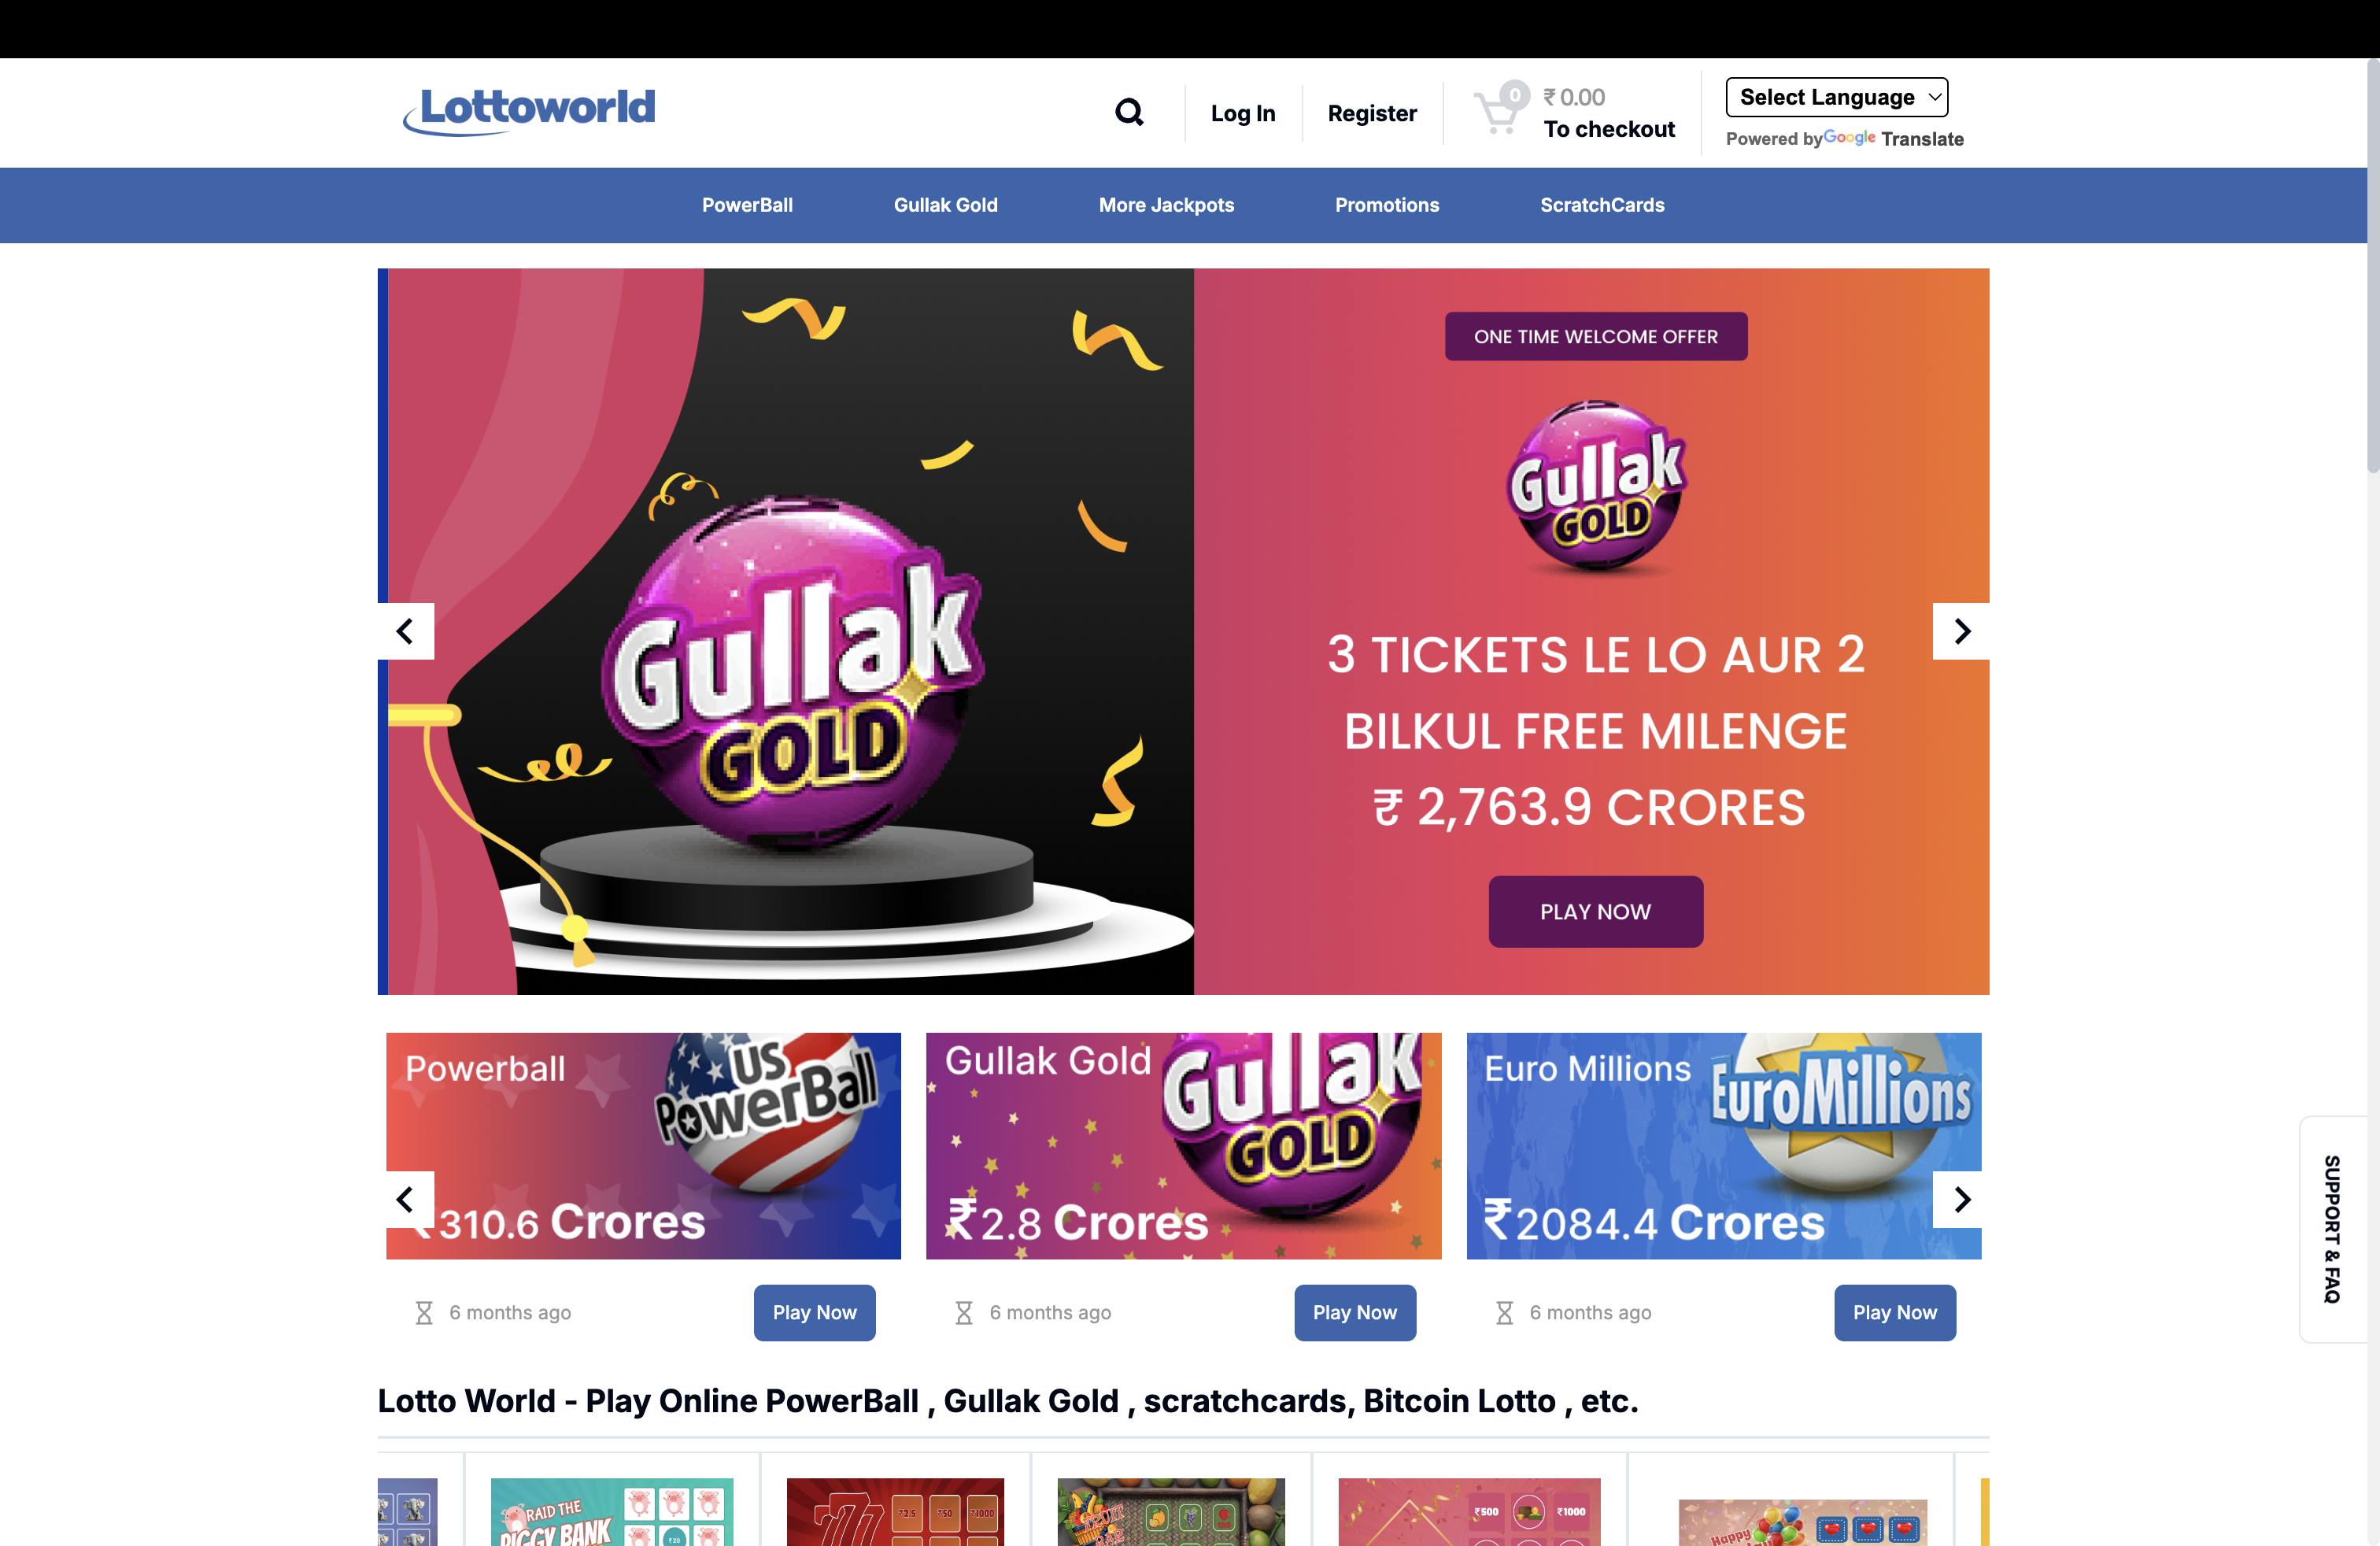 Lottoworld
Log In
Register
0
₹ 0.00
To checkout
Select Language
Powered by Google Translate
PowerBall
Gullak Gold
More Jackpots
Promotions
ScratchCards
Gullak
GOLD
ONE TIME WELCOME OFFER
Gullak
GOLD
3 TICKETS LE LO AUR 2
BILKUL FREE MILENGE
₹ 2,763.9 CRORES
PLAY NOW
Powerball
US
PowerBall
₹310.6 Crores
6 months ago
Play Now
Gullak Gold
Gullak
GOLD
₹2.8 Crores
6 months ago
Play Now
Euro Millions
EuroMillions
₹2084.4 Crores
6 months ago
Play Now
SUPPORT & FAQ
Lotto World - Play Online PowerBall , Gullak Gold , scratchcards, Bitcoin Lotto , etc.
RAID THE
PIGGY BANK
₹20
777
₹2.5
₹50
₹1000
FRUIT
₹500
₹1000
Happy